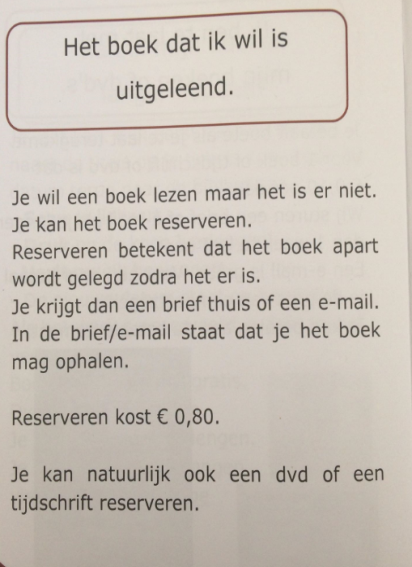 Het boek dat ik wil is
uitgeleend.
Je wil een boek lezen maar het is er niet.
Je kan het boek reserveren.
Reserveren betekent dat het boek apart
wordt gelegd zodra het er is.
Je krijgt dan een brief thuis of een e-mail.
In de brief/e-mail staat dat je het boek
mag ophalen.
Reserveren kost € 0,80.
Je kan natuurlijk ook een dvd of een
tijdschrift reserveren.